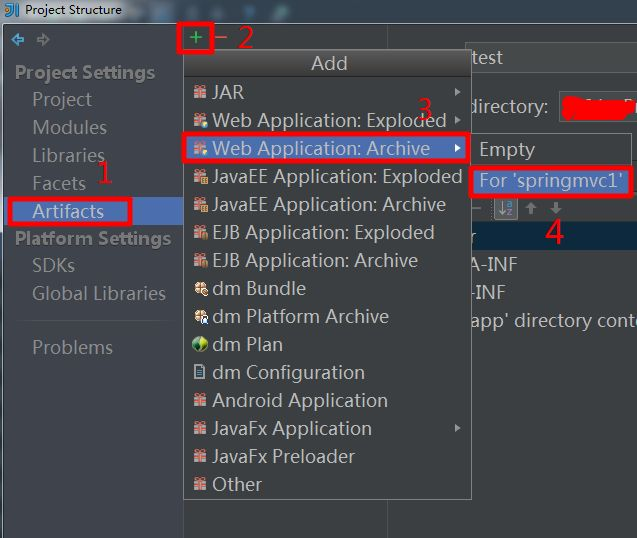 Project Structure
Project Settings
Project
Modules
Libraries
Facets
1
Artifacts
Platform Settings
SDKs
Global Libraries
Problems
2
Add
JAR
3
Web Application: Exploded
Web Application: Archive
JavaEE Application: Exploded
JavaEE Application: Archive
EJB Application: Exploded
EJB Application: Archive
dm Bundle
dm Platform Archive
dm Plan
dm Configuration
Android Application
JavaFx Application
JavaFx Preloader
Other
test
directory:
Empty
For 'springmvc1'
4
A-INF
-INF
app' directory conte